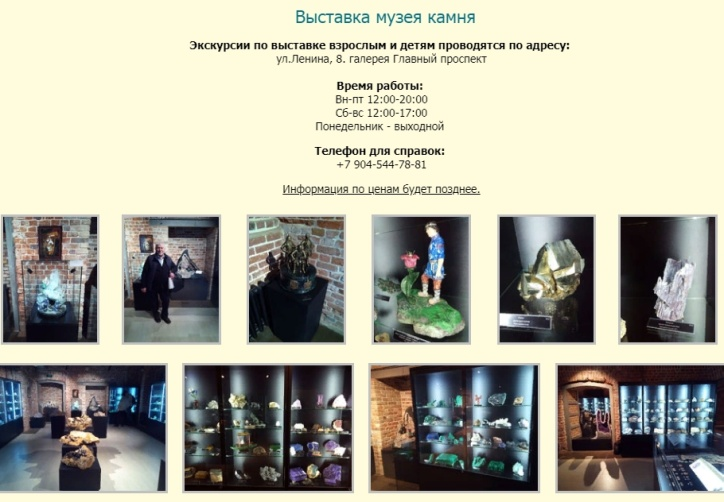 Выставка музея камня
Экскурсии по выставке взрослым и детям проводятся по адресу:
ул.Ленина, 8. галерея Главный проспект
Время работы:
Вн-пт 12:00-20:00
Сб-вс 12:00-17:00
Понедельник - выходной
Телефон для справок:
+7 904-544-78-81
Информация по ценам будет позднее.